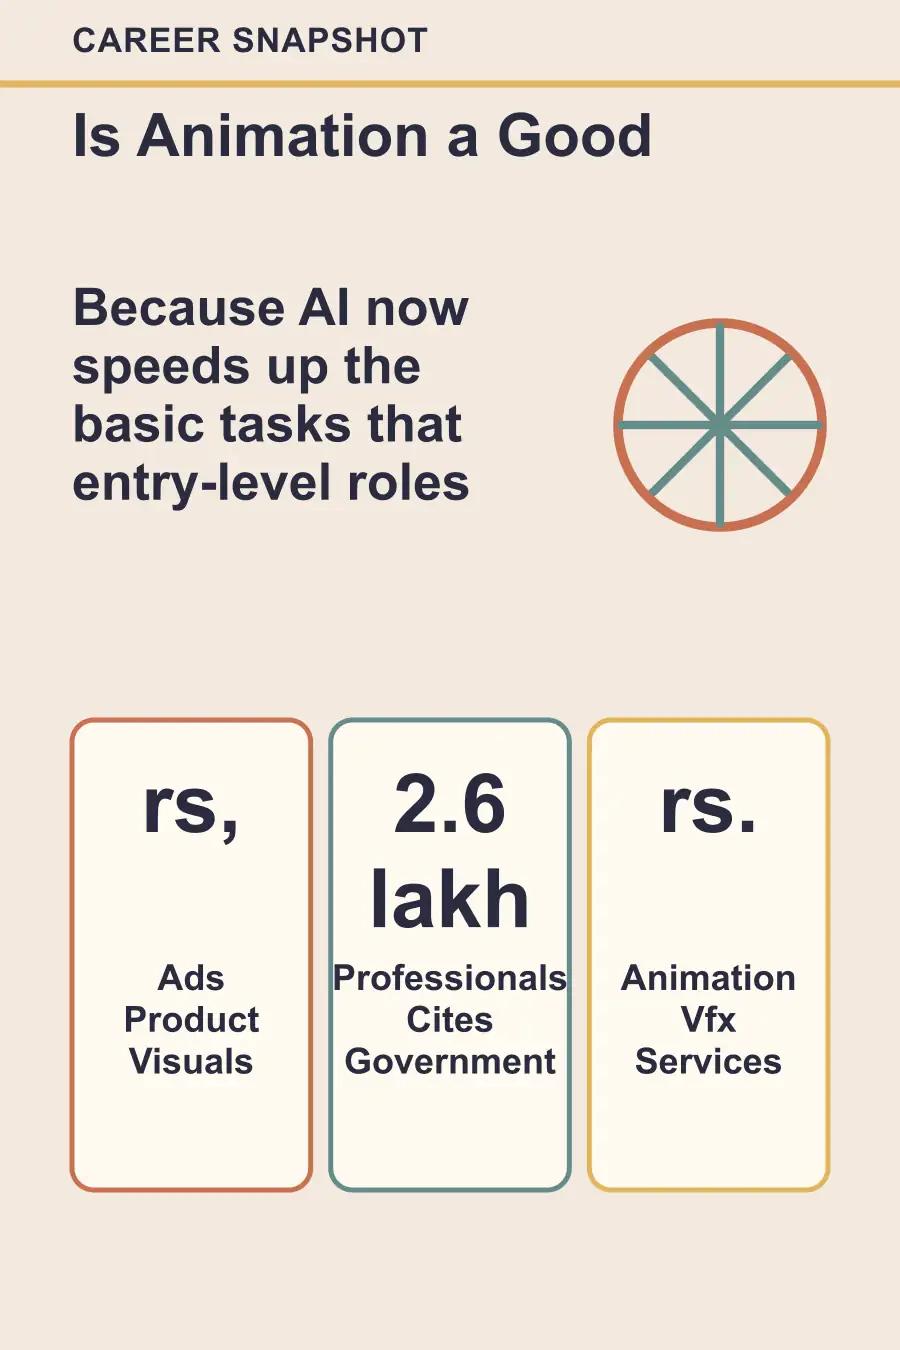 CAREER SNAPSHOT
Is Animation a Good
Because AI now
speeds up the
basic tasks that
entry-level roles
rs,
Ads
Product
Visuals
2.6
lakh
Professionals
Cites
Government
rs.
Animation
Vfx
Services